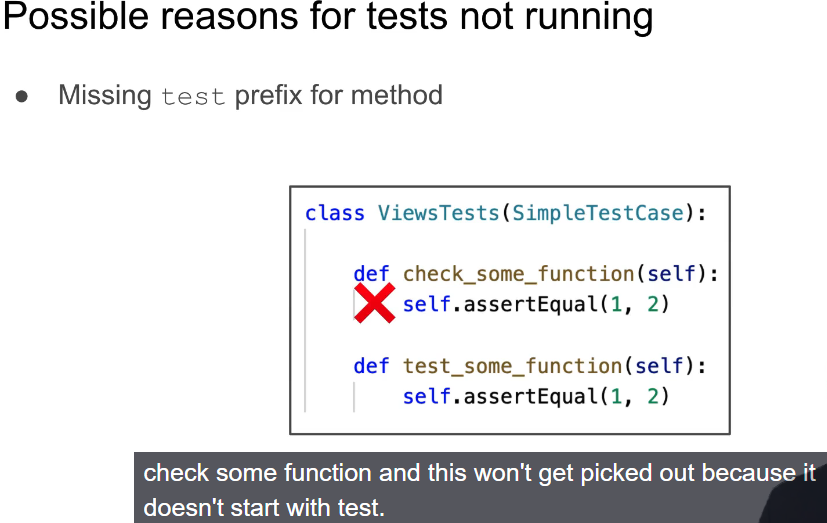 Possible reasons for tests not running
● Missing test prefix for method
class ViewsTests(SimpleTestCase):
def check_some_function(self):
self.assertEqual(1, 2)
def test_some_function(self):
self.assertEqual(1, 2)
check some function and this won't get picked out because it
doesn't start with test.